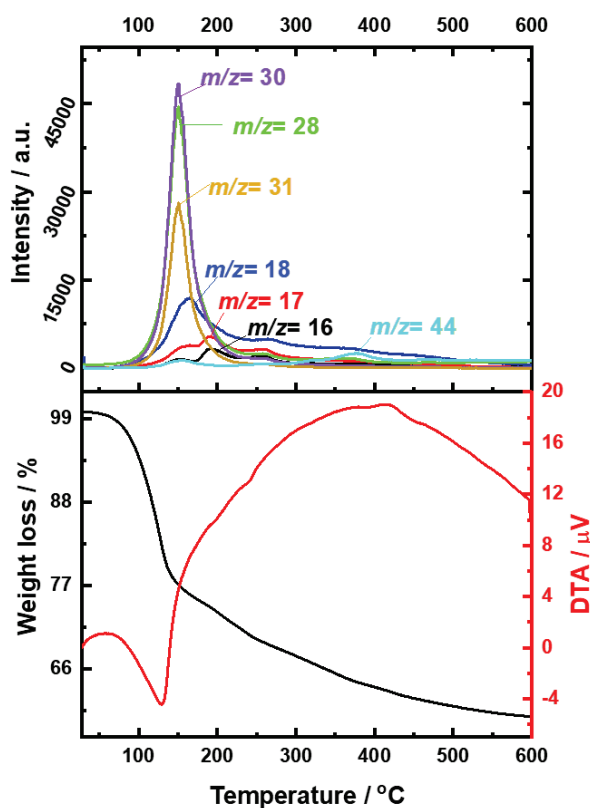 0 100 200 300 400 500 600
m/z= 30
m/z= 28
m/z= 31
m/z= 18
m/z= 17
m/z= 16
m/z= 44
45000
30000
15000
0
Intensity / a.u.
99
88
77
66
Weight loss / %
20
16
12
8
4
0
-4
DTA / μV
100 200 300 400 500 600
Temperature / °C